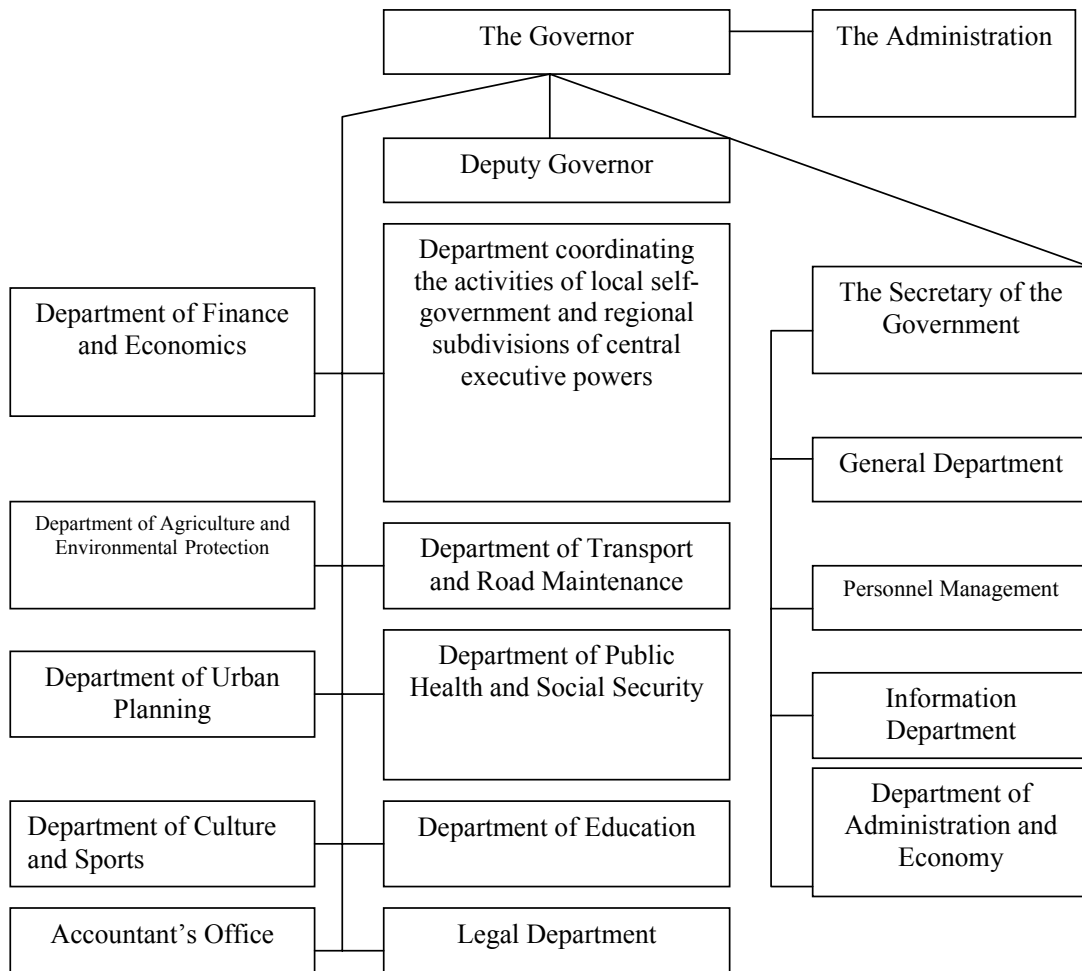 The Governor
The Administration
Deputy Governor
Department coordinating
the activities of local self-
government and regional
subdivisions of central
executive powers
Department of Finance
and Economics
The Secretary of the
Government
General Department
Department of Agriculture and
Environmental Protection
Department of Transport
and Road Maintenance
Personnel Management
Department of Urban
Planning
Department of Public
Health and Social Security
Information
Department
Department of Culture
and Sports
Department of Education
Department of
Administration and
Economy
Accountant’s Office
Legal Department